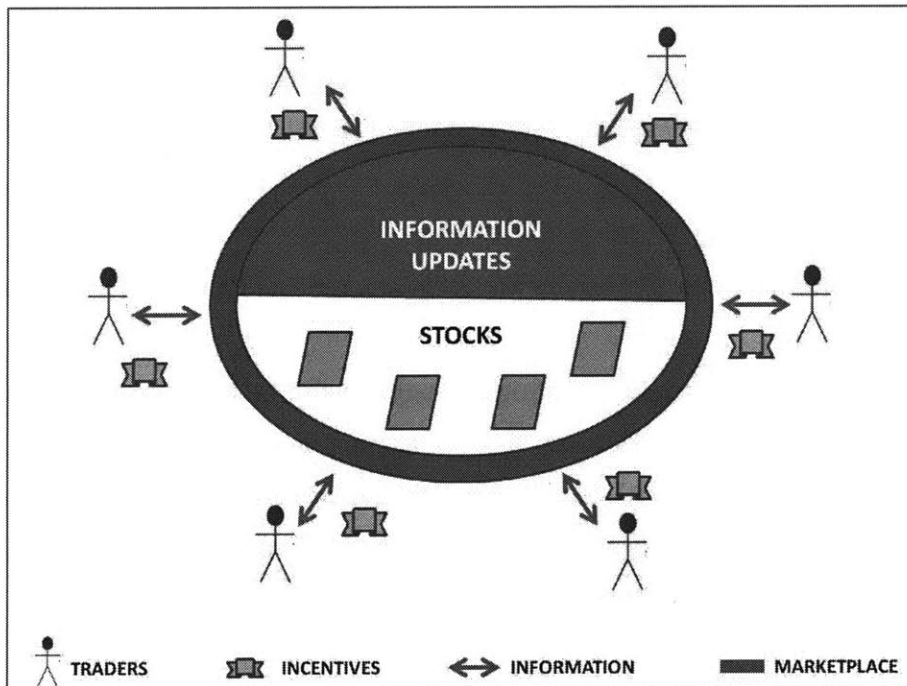 INFORMATION
UPDATES
STOCKS
TRADERS
INCENTIVES
INFORMATION
MARKETPLACE